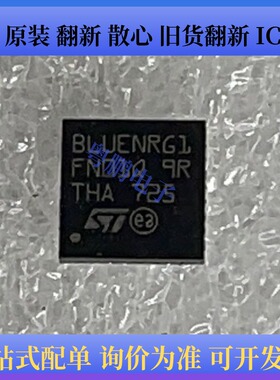 原装 翻新 散心 旧货翻新 IC
BLUENRG1
9R
THA 725
ST e2
站式配单 询价为准 可开发